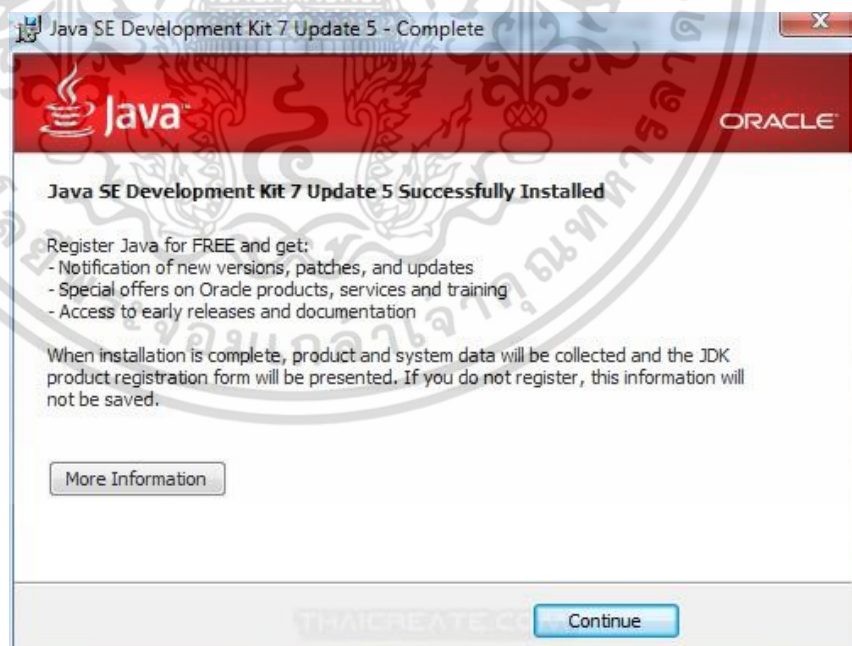 Java SE Development Kit 7 Update 5 - Complete
Java
ORACLE
Java SE Development Kit 7 Update 5 Successfully Installed
Register Java for FREE and get:
- Notification of new versions, patches, and updates
- Special offers on Oracle products, services and training
- Access to early releases and documentation
When installation is complete, product and system data will be collected and the JDK
product registration form will be presented. If you do not register, this information will
not be saved.
More Information
THAICREATE.CO
Continue